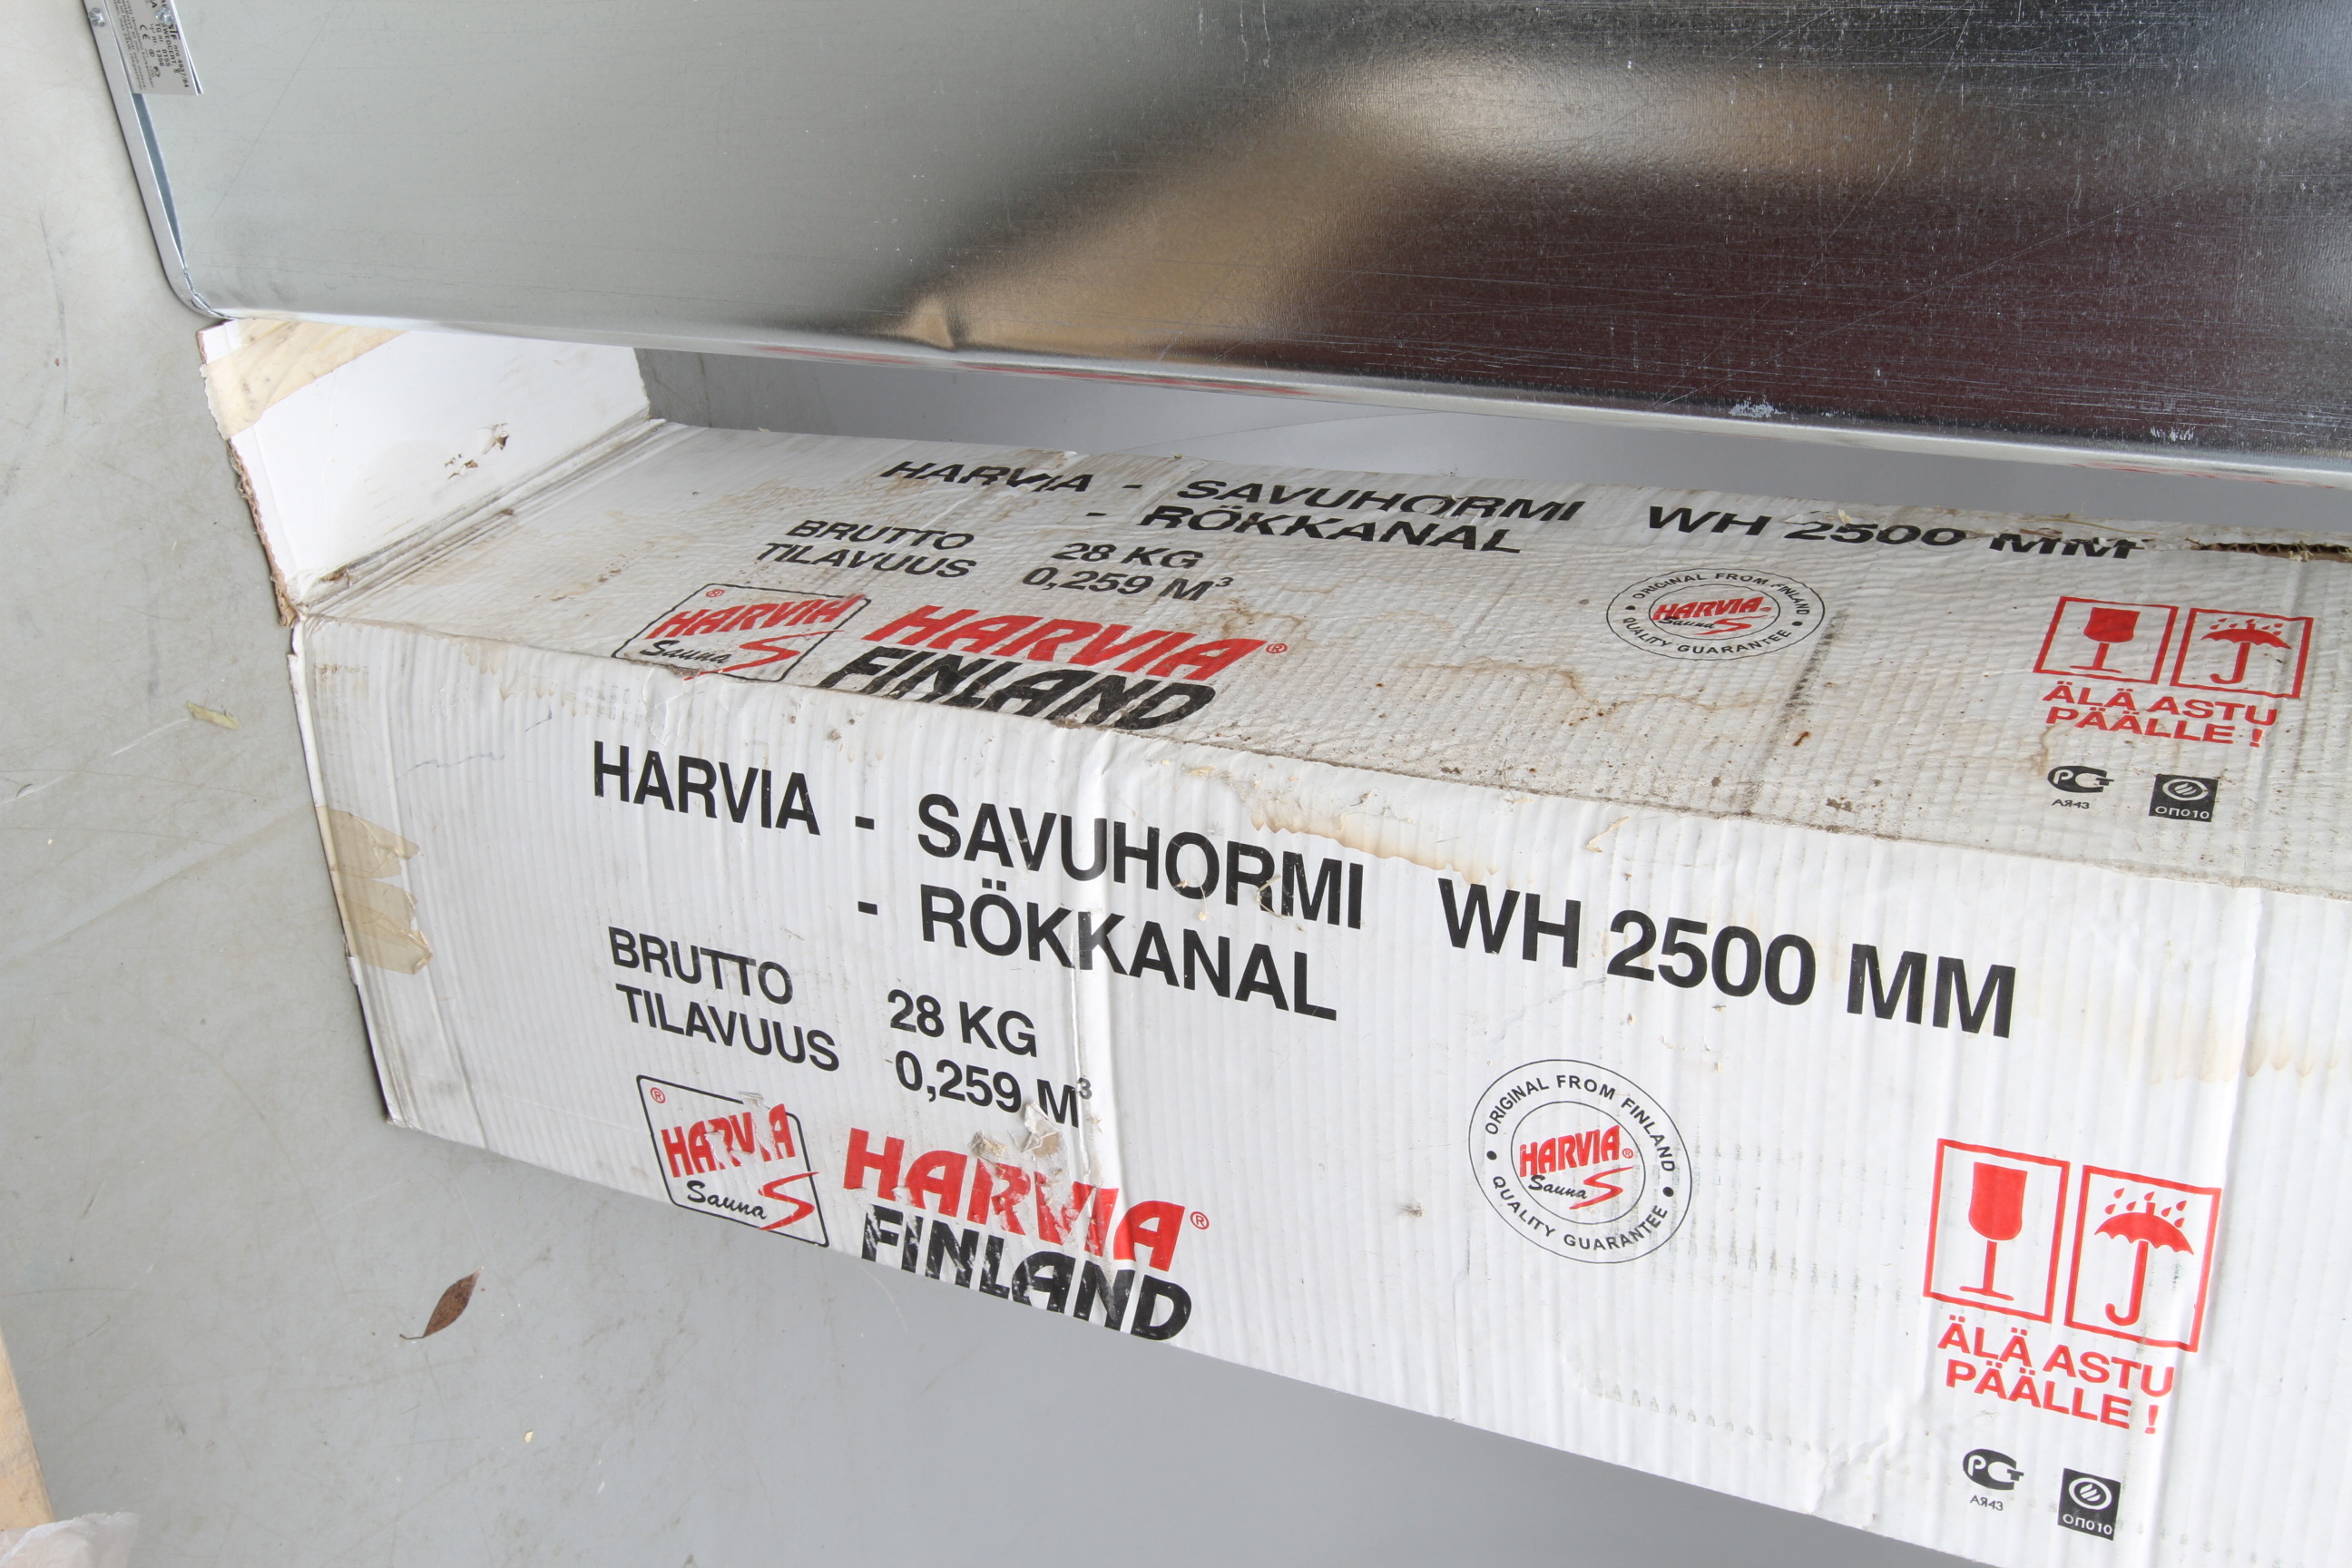 HARVIA - SAVUHORMI WH 2500 MM
- RÖKKANAL
BRUTTO 28 KG
TILAVUUS 0,259 M³
® HARVIA
Sauna S
HARVIA®
FINLAND
ORIGINAL FROM FINLAND
HARVIA®
Sauna S
QUALITY GUARANTEE
ÄLÄ ASTU
PÄÄLLE !
РСТ
АЯ43
ОП010
HARVIA - SAVUHORMI WH 2500 MM
- RÖKKANAL
BRUTTO 28 KG
TILAVUUS 0,259 M³
® HARVIA
Sauna S
HARVIA®
FINLAND
ORIGINAL FROM FINLAND
HARVIA®
Sauna S
QUALITY GUARANTEE
ÄLÄ ASTU
PÄÄLLE !
РСТ
АЯ43
ОП010